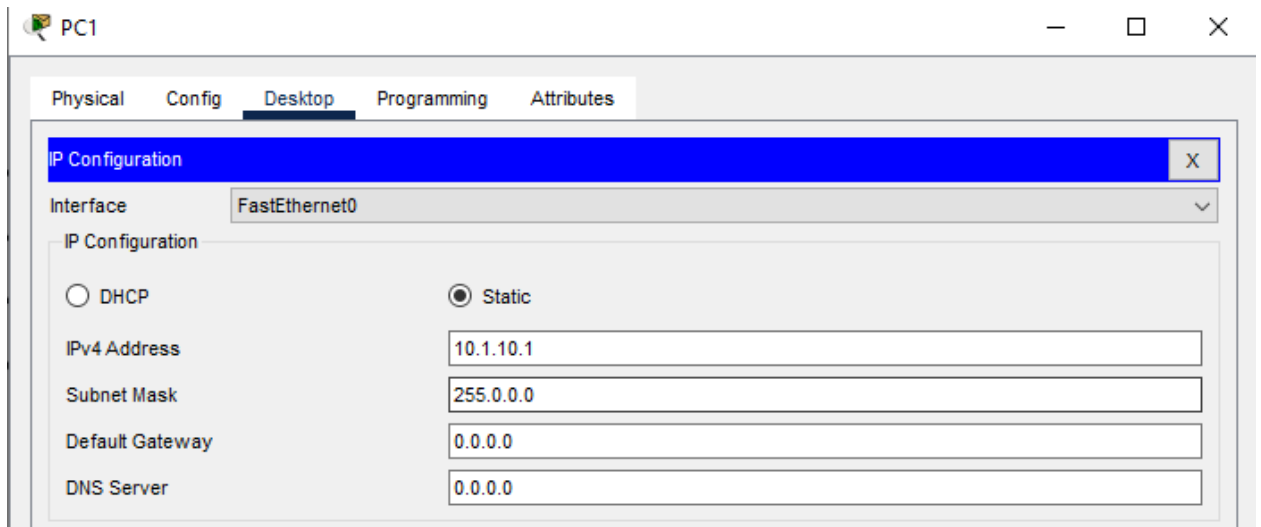 PC1
Physical Config Desktop Programming Attributes
IP Configuration X
Interface FastEthernet0
IP Configuration
DHCP Static
IPv4 Address 10.1.10.1
Subnet Mask 255.0.0.0
Default Gateway 0.0.0.0
DNS Server 0.0.0.0